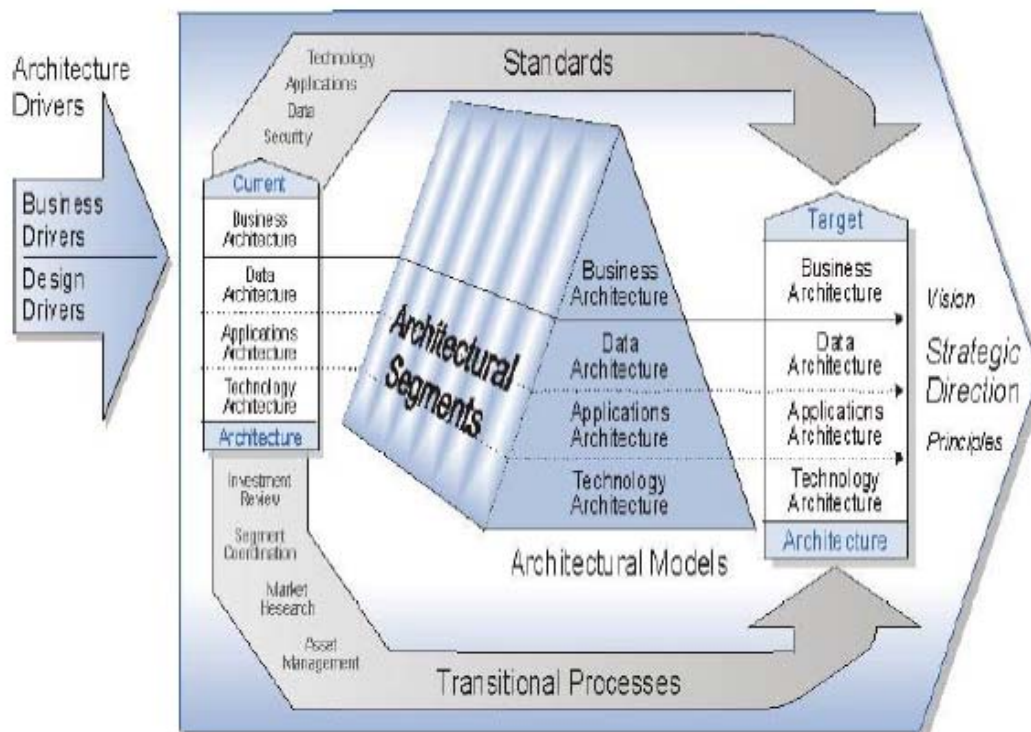 Architecture
Drivers
Business
Drivers
Design
Drivers
Technology
Applications
Data
Security
Standards
Current
Business
Architecture
Data
Architecture
Applications
Architecture
Technology
Architecture
Architecture
Investment
Review
Segment
Coordination
Market
Research
Asset
Management
Architectural
Segments
Business
Architecture
Data
Architecture
Applications
Architecture
Technology
Architecture
Architectural Models
Transitional Processes
Target
Business
Architecture
Data
Architecture
Applications
Architecture
Technology
Architecture
Architecture
Vision
Strategic
Direction
Principles